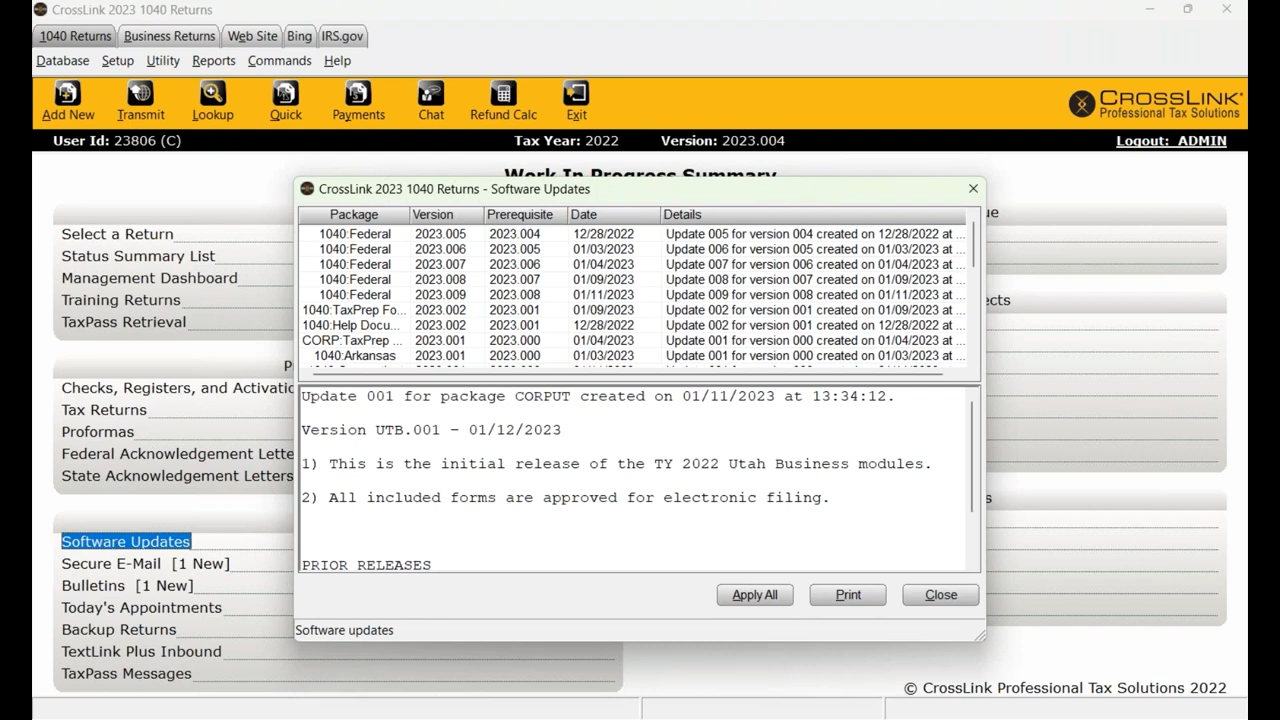 CrossLink 2023 1040 Returns
1040 Returns Business Returns Web Site Bing IRS.gov
Database Setup Utility Reports Commands Help
Add New Transmit Lookup Quick Payments Chat Refund Calc Exit
CROSSLINK
Professional Tax Solutions
User Id: 23806 (C) Tax Year: 2022 Version: 2023.004 Logout: ADMIN
Work In Progress Summary
Select a Return
Status Summary List
Management Dashboard
Training Returns
TaxPass Retrieval
P
Checks, Registers, and Activatio
Tax Returns
Proformas
Federal Acknowledgement Lette
State Acknowledgement Letters
Software Updates
Secure E-Mail [1 New]
Bulletins [1 New]
Today's Appointments
Backup Returns
TextLink Plus Inbound
TaxPass Messages
CrossLink 2023 1040 Returns - Software Updates
Package Version Prerequisite Date Details
1040:Federal 2023.005 2023.004 12/28/2022 Update 005 for version 004 created on 12/28/2022 at ...
1040:Federal 2023.006 2023.005 01/03/2023 Update 006 for version 005 created on 01/03/2023 at ...
1040:Federal 2023.007 2023.006 01/04/2023 Update 007 for version 006 created on 01/04/2023 at ...
1040:Federal 2023.008 2023.007 01/09/2023 Update 008 for version 007 created on 01/09/2023 at ...
1040:Federal 2023.009 2023.008 01/11/2023 Update 009 for version 008 created on 01/11/2023 at ...
1040:TaxPrep Fo... 2023.002 2023.001 01/09/2023 Update 002 for version 001 created on 01/09/2023 at ...
1040:Help Docu... 2023.002 2023.001 12/28/2022 Update 002 for version 001 created on 12/28/2022 at ...
CORP:TaxPrep ... 2023.001 2023.000 01/04/2023 Update 001 for version 000 created on 01/04/2023 at ...
1040:Arkansas 2023.001 2023.000 01/03/2023 Update 001 for version 000 created on 01/03/2023 at ...
Update 001 for package CORPUT created on 01/11/2023 at 13:34:12.
Version UTB.001 - 01/12/2023
1) This is the initial release of the TY 2022 Utah Business modules.
2) All included forms are approved for electronic filing.
PRIOR RELEASES
Apply All Print Close
Software updates
ue
ects
s
© CrossLink Professional Tax Solutions 2022